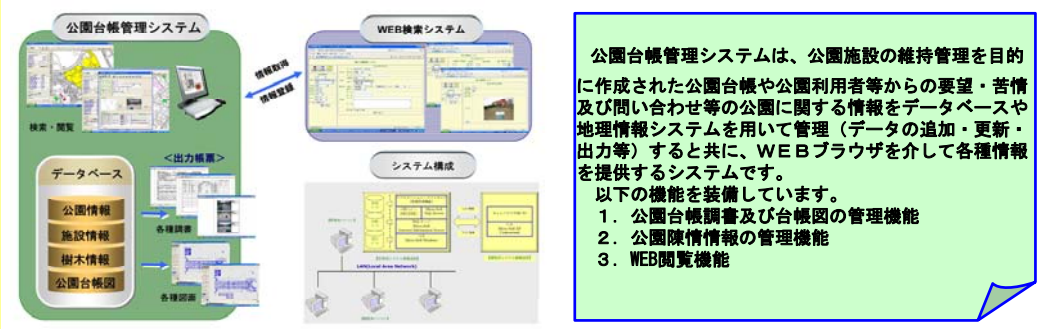 公園台帳管理システム
検索・閲覧
<出力帳票>
データベース
公園情報
施設情報
樹木情報
公園台帳図
各種調書
各種図面
情報取得
情報登録
WEB検索システム
システム構成
LAN(Local Area Network)
公園台帳管理システムは、公園施設の維持管理を目的
に作成された公園台帳や公園利用者等からの要望・苦情
及び問い合わせ等の公園に関する情報をデータベースや
地理情報システムを用いて管理（データの追加・更新・
出力等）すると共に、ＷＥＢブラウザを介して各種情報
を提供するシステムです。
以下の機能を装備しています。
１．公園台帳調書及び台帳図の管理機能
２．公園陳情情報の管理機能
３．WEB閲覧機能